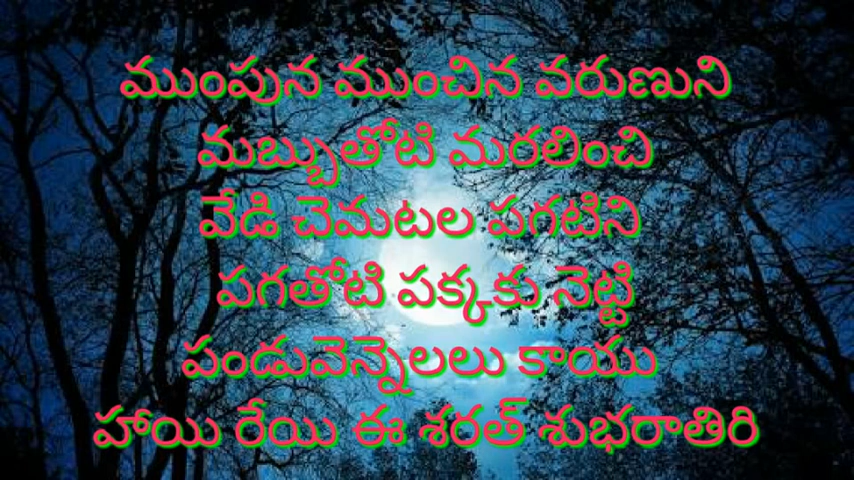 ముంపున ముంచిన వరుణుని
మబ్బుతోటి మరలించి
వేడి చెమటల పగటిని
పగతోటి పక్కకు నెట్టి
పండువెన్నెలలు కాయు
హాయి రేయి ఈ శరత్ శుభరాతిరి